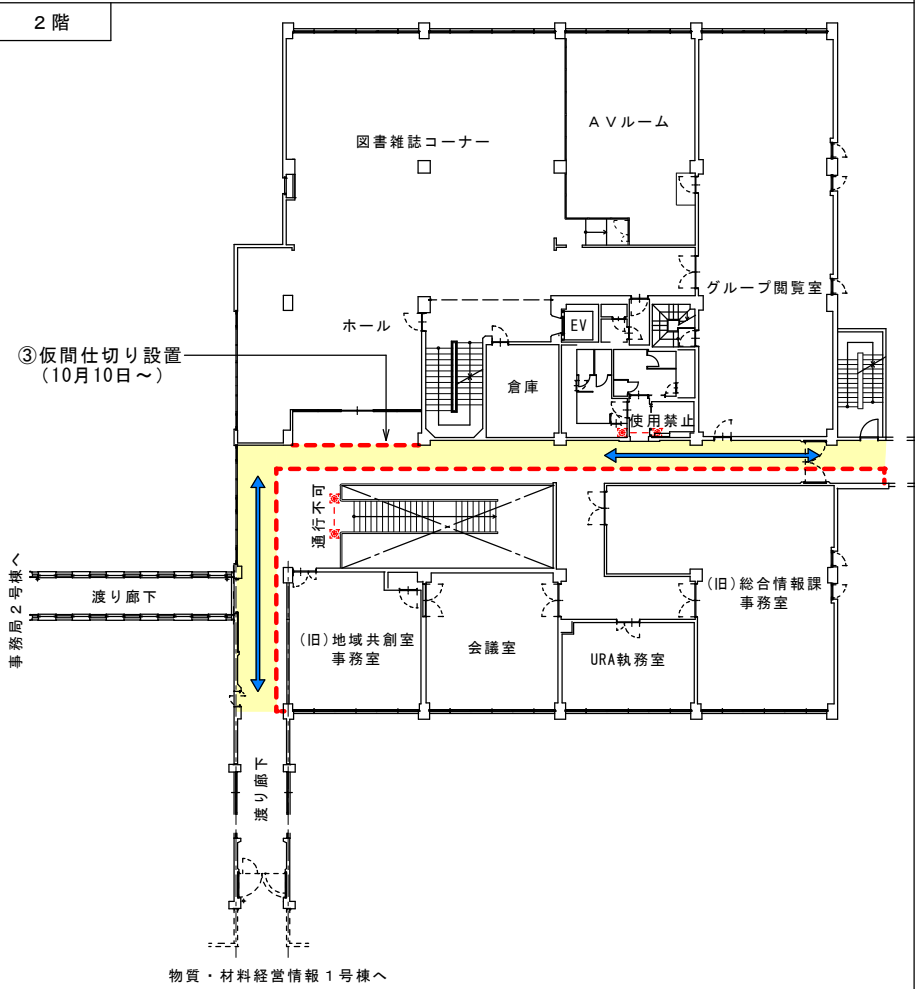 2階
AVルーム
図書雑誌コーナー
グループ閲覧室
ホール
EV
③仮間仕切り設置
(10月10日~)
倉庫
使用禁止
通行不可
事務局2号棟へ
渡り廊下
(旧)総合情報課
事務室
(旧)地域共創室
事務室
会議室
URA執務室
渡り廊下
物質・材料経営情報1号棟へ